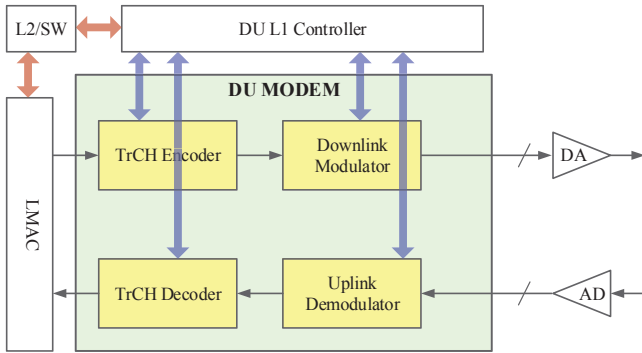 L2/SW
DU L1 Controller
DU MODEM
TrCH Encoder
Downlink
Modulator
DA
LMAC
TrCH Decoder
Uplink
Demodulator
AD